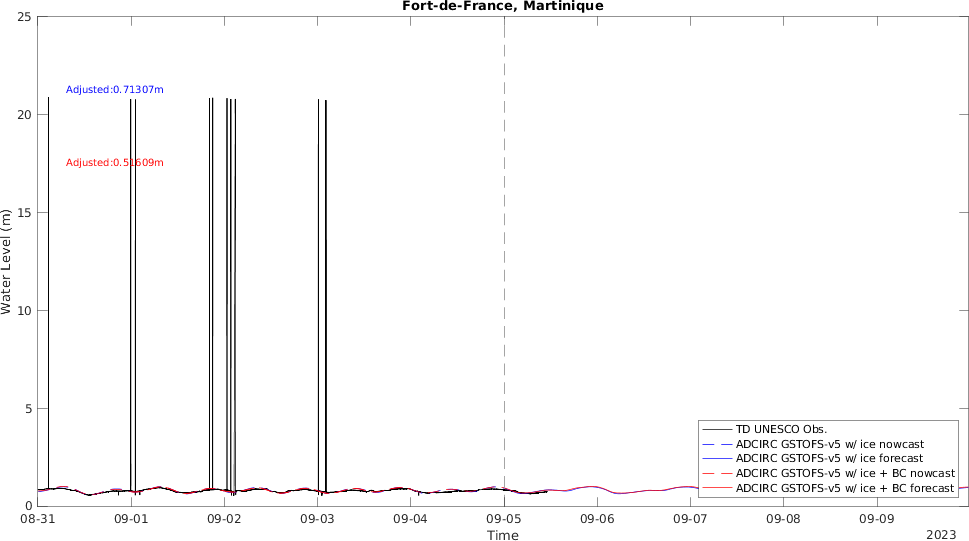 Fort-de-France, Martinique
25
20
15
10
5
0
Water Level (m)
Adjusted:0.71307m
Adjusted:0.51609m
TD UNESCO Obs.
ADCIRC GSTOFS-v5 w/ ice nowcast
ADCIRC GSTOFS-v5 w/ ice forecast
ADCIRC GSTOFS-v5 w/ ice + BC nowcast
ADCIRC GSTOFS-v5 w/ ice + BC forecast
08-31 09-01 09-02 09-03 09-04 09-05 09-06 09-07 09-08 09-09
Time
2023